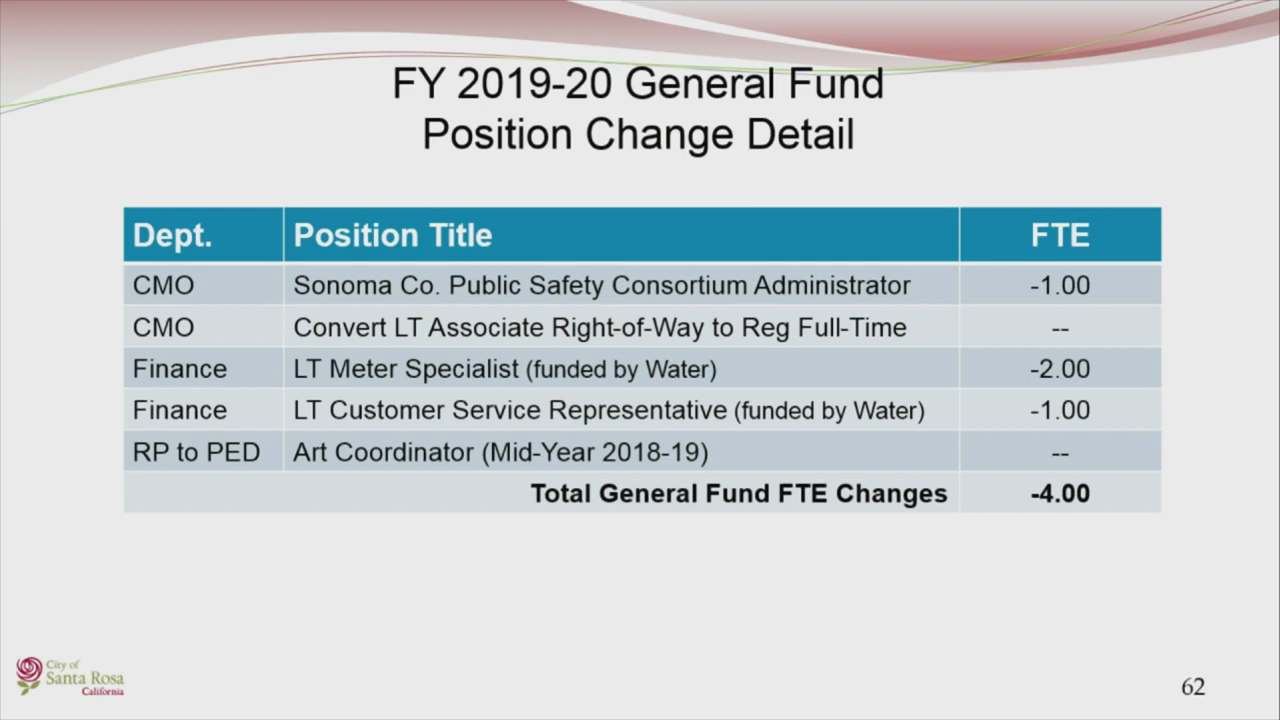 FY 2019-20 General Fund
Position Change Detail
Dept. Position Title FTE
CMO Sonoma Co. Public Safety Consortium Administrator -1.00
CMO Convert LT Associate Right-of-Way to Reg Full-Time --
Finance LT Meter Specialist (funded by Water) -2.00
Finance LT Customer Service Representative (funded by Water) -1.00
RP to PED Art Coordinator (Mid-Year 2018-19) --
Total General Fund FTE Changes -4.00
City of
Santa Rosa
California
62